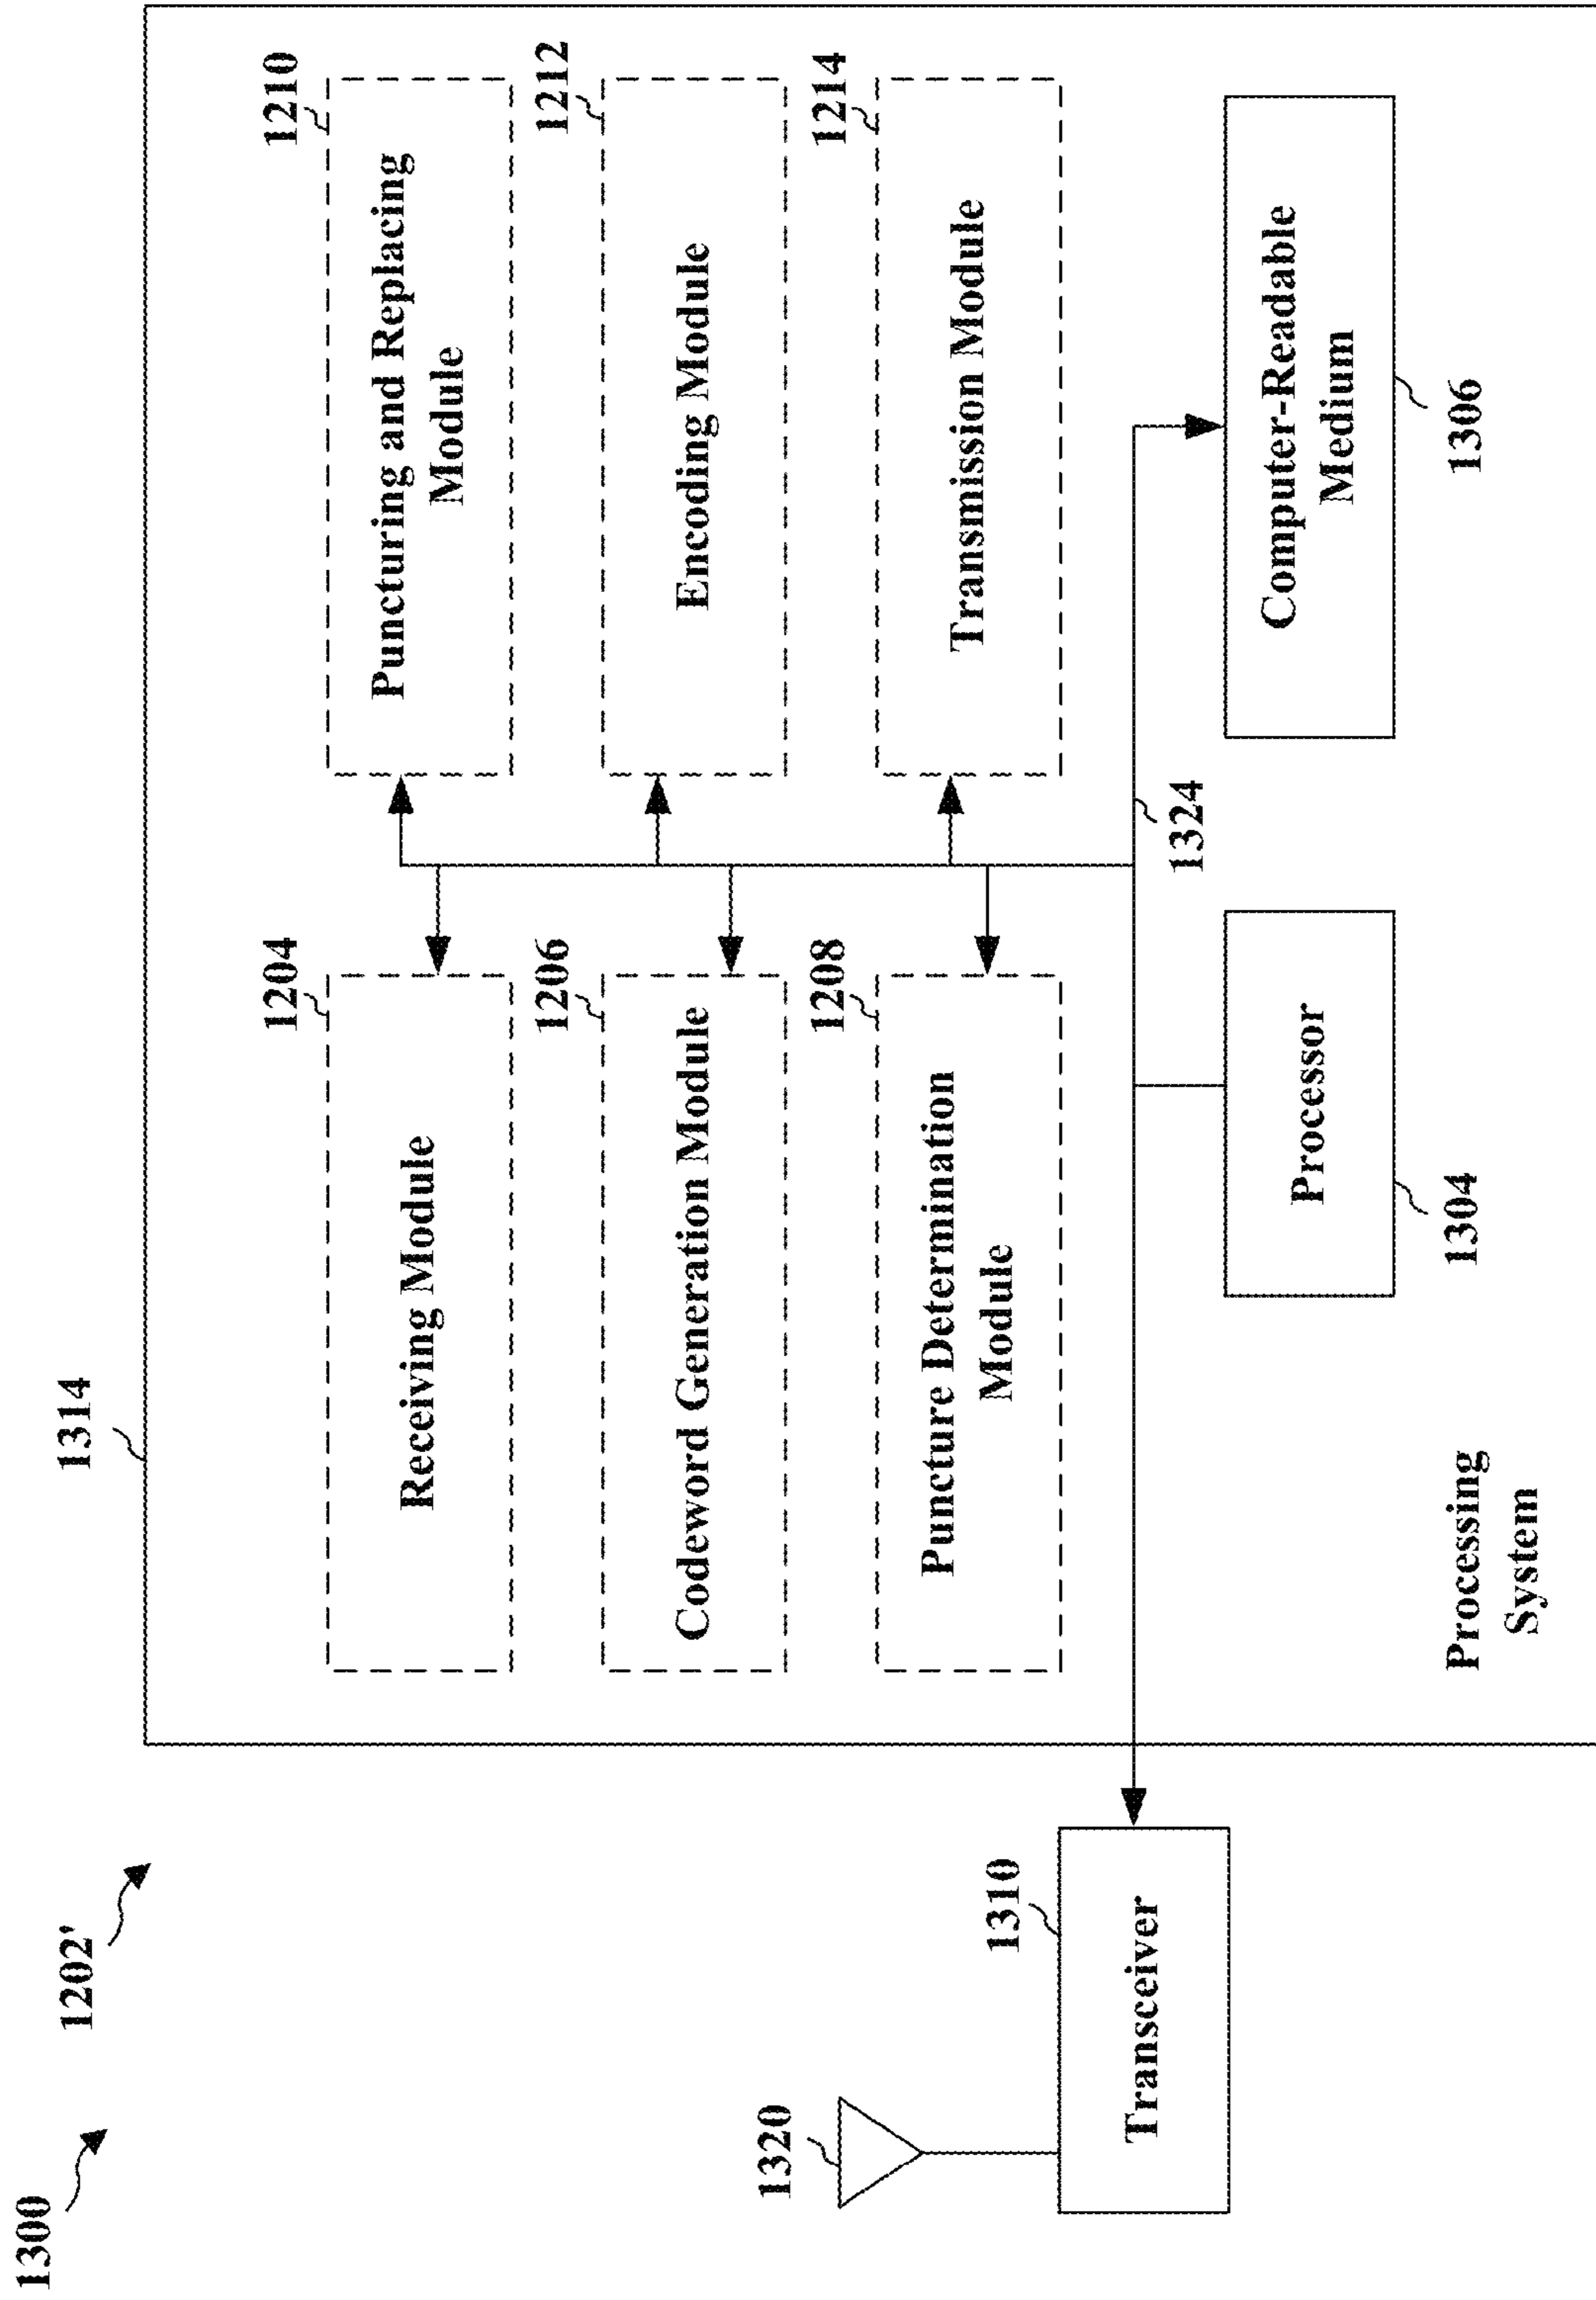 1300
1202'
1314
1204
Receiving Module
1210
Puncturing and Replacing
Module
1206
Codeword Generation Module
1212
Encoding Module
1208
Puncture Determination
Module
1214
Transmission Module
1320
1310
Transceiver
1324
Processor
1304
Computer-Readable
Medium
1306
Processing
System